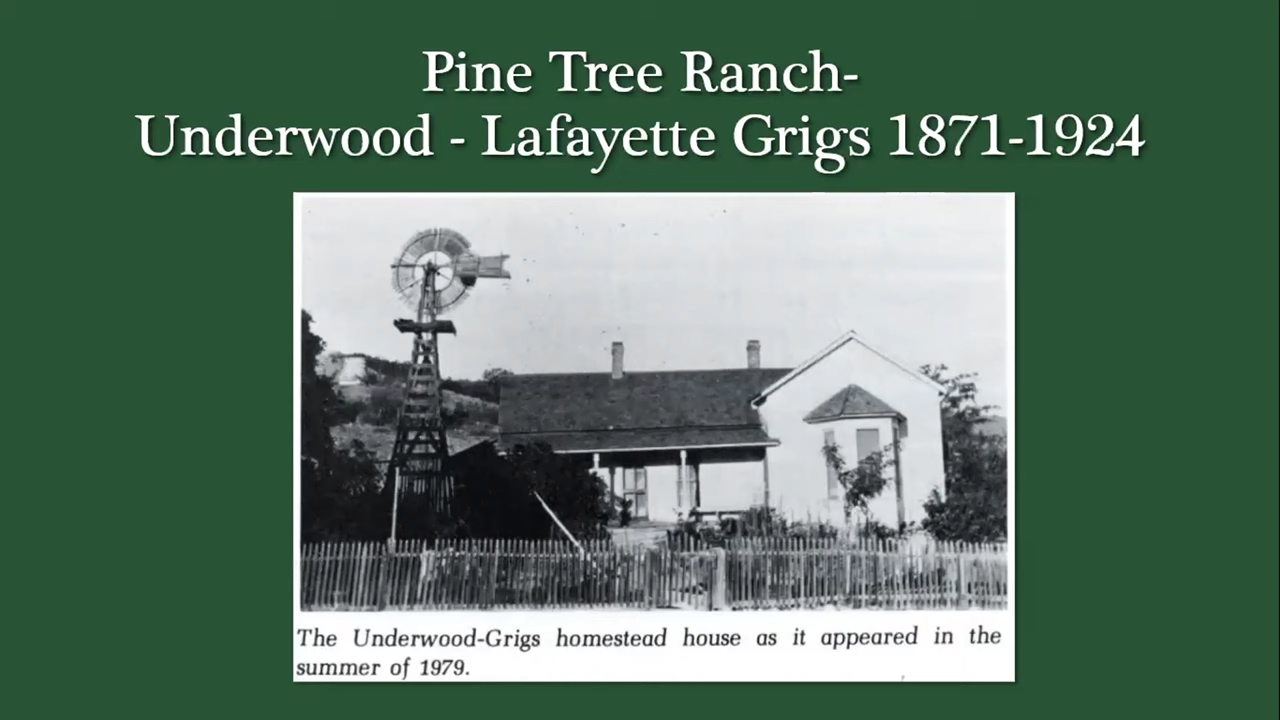 Pine Tree Ranch-
Underwood - Lafayette Grigs 1871-1924
The Underwood-Grigs homestead house as it appeared in the
summer of 1979.